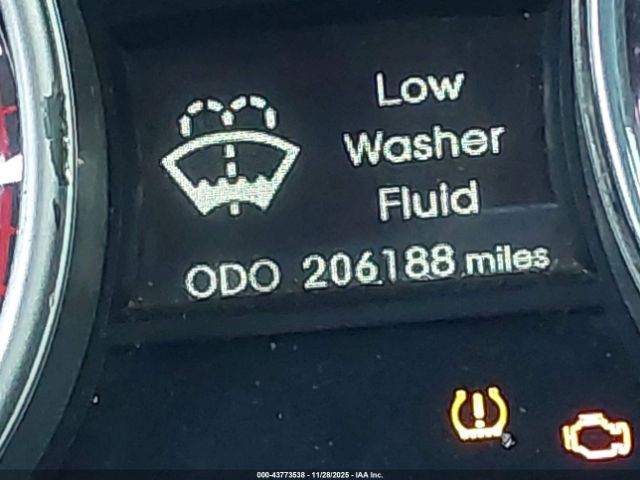 Low
Washer
Fluid
ODO 206188 miles
000-43773538 - 11/28/2025 - IAA Inc.